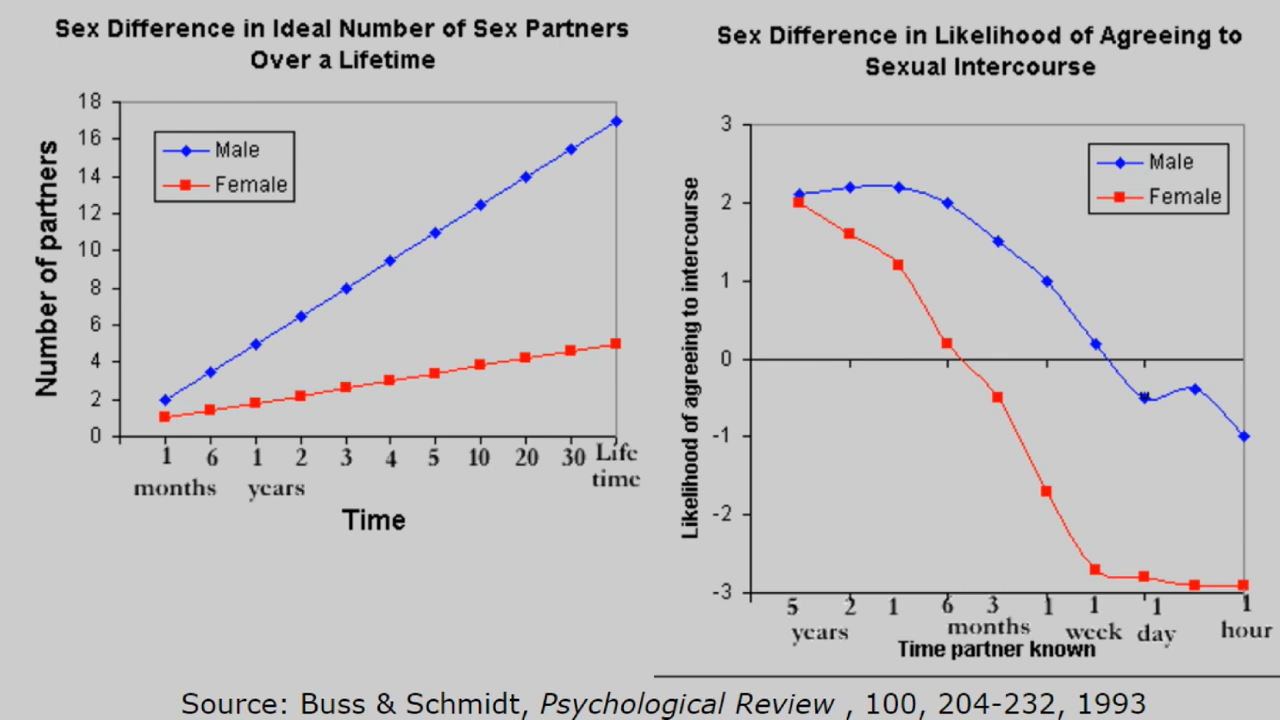 Sex Difference in Ideal Number of Sex Partners
Over a Lifetime
Number of partners
18
16
14
12
10
8
6
4
2
0
Male
Female
1 6 1 2 3 4 5 10 20 30 Life
months years time
Time
Sex Difference in Likelihood of Agreeing to
Sexual Intercourse
Likelihood of agreeing to intercourse
3
2
1
0
-1
-2
-3
Male
Female
5 2 1 6 3 1 1 1 1
years months week day hour
Time partner known
Source: Buss & Schmidt, Psychological Review , 100, 204-232, 1993